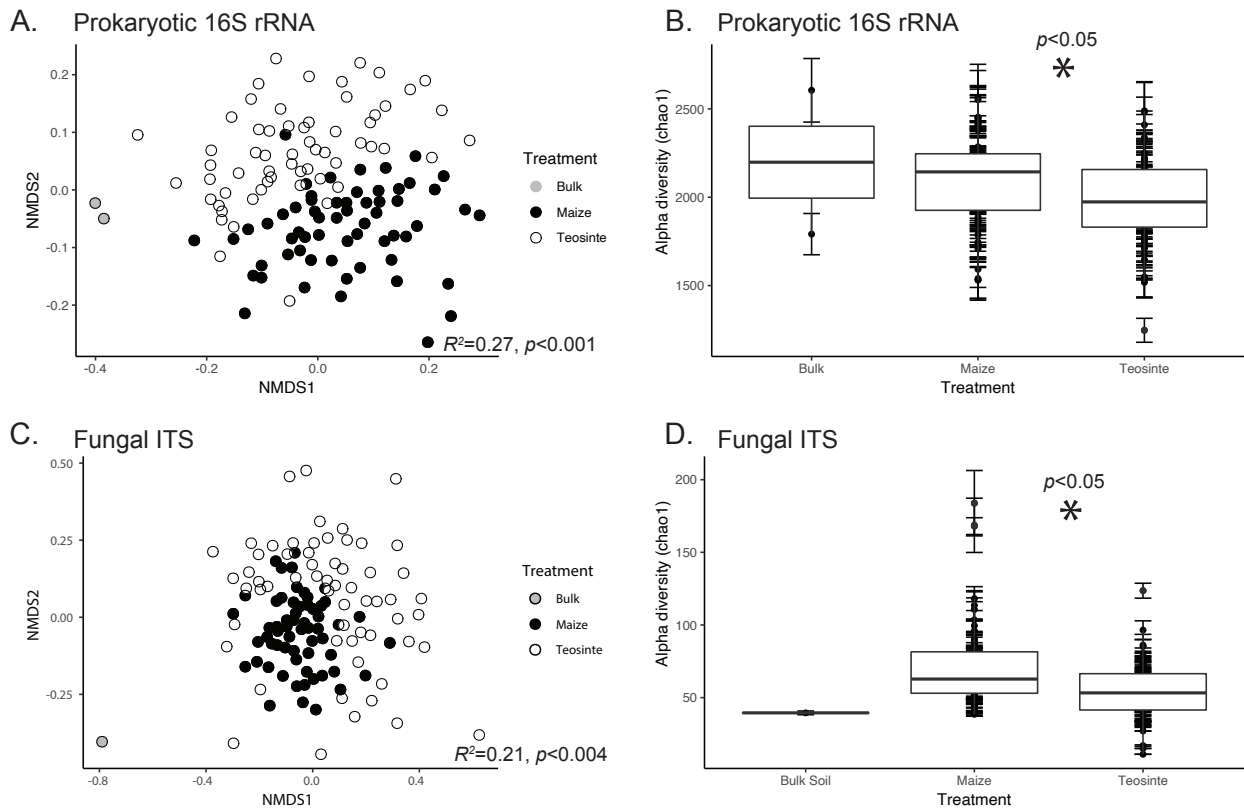 A. Prokaryotic 16S rRNA
NMDS2
0.2
0.1
0.0
-0.1
-0.2
-0.4
-0.2
0.0
0.2
NMDS1
Treatment
Bulk
Maize
Teosinte
R²=0.27, p<0.001
B. Prokaryotic 16S rRNA
p<0.05
*
Alpha diversity (chao1)
2500
2000
1500
Bulk
Maize
Teosinte
Treatment
C. Fungal ITS
NMDS2
0.50
0.25
0.00
-0.25
-0.8
-0.4
0.0
0.4
NMDS1
Treatment
Bulk
Maize
Teosinte
R²=0.21, p<0.004
D. Fungal ITS
p<0.05
*
Alpha diversity (chao1)
200
150
100
50
Bulk Soil
Maize
Teosinte
Treatment